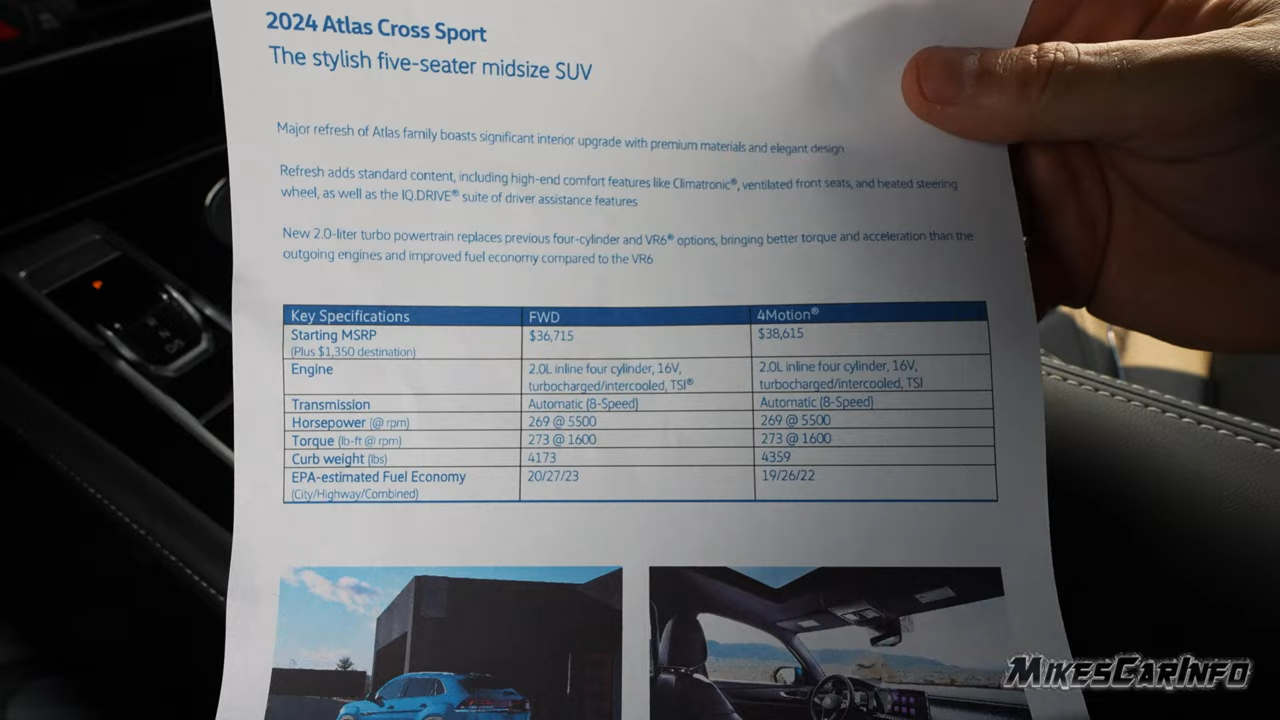 2024 Atlas Cross Sport
The stylish five-seater midsize SUV
Major refresh of Atlas family boasts significant interior upgrade with premium materials and elegant design
Refresh adds standard content, including high-end comfort features like Climatronic®, ventilated front seats, and heated steering
wheel, as well as the IQ.DRIVE® suite of driver assistance features
New 2.0-liter turbo powertrain replaces previous four-cylinder and VR6® options, bringing better torque and acceleration than the
outgoing engines and improved fuel economy compared to the VR6
Key Specifications FWD 4Motion®
Starting MSRP $36,715 $38,615
(Plus $1,350 destination)
Engine 2.0L inline four cylinder, 16V, 2.0L inline four cylinder, 16V,
turbocharged/intercooled, TSI® turbocharged/intercooled, TSI
Transmission Automatic (8-Speed) Automatic (8-Speed)
Horsepower (@ rpm) 269 @ 5500 269 @ 5500
Torque (lb-ft @ rpm) 273 @ 1600 273 @ 1600
Curb weight (lbs) 4173 4359
EPA-estimated Fuel Economy 20/27/23 19/26/22
(City/Highway/Combined)
MIKESCARINFO